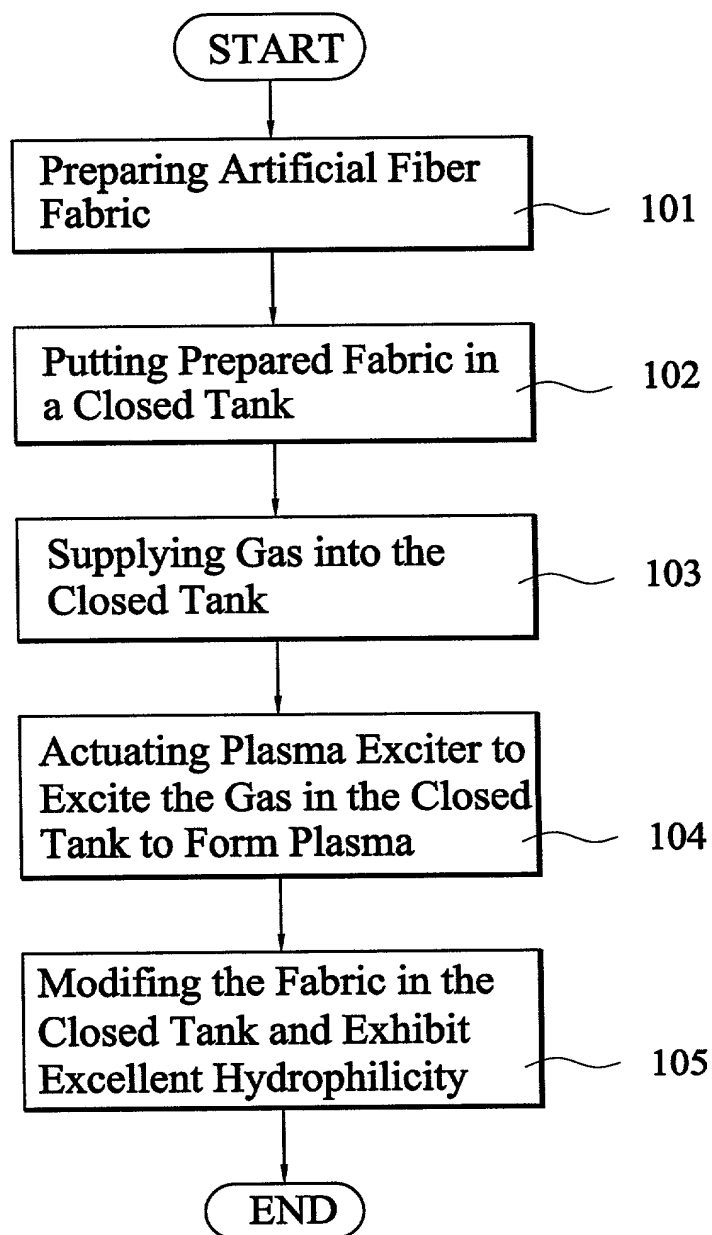 START
Preparing Artificial Fiber
Fabric
101
Putting Prepared Fabric in
a Closed Tank
102
Supplying Gas into the
Closed Tank
103
Actuating Plasma Exciter to
Excite the Gas in the Closed
Tank to Form Plasma
104
Modifing the Fabric in the
Closed Tank and Exhibit
Excellent Hydrophilicity
105
END